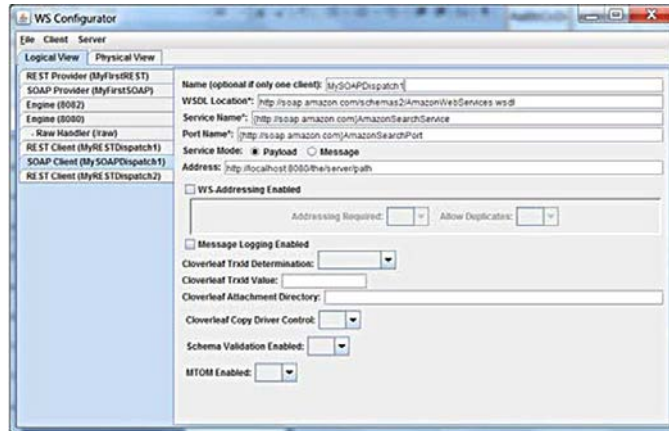 WS Configurator
File Client Server
Logical View Physical View
REST Provider (MyFirstREST)
SOAP Provider (MyFirstSOAP)
Engine (8082)
Engine (8080)
- Raw Handler (/raw)
REST Client (MyRESTDispatch1)
SOAP Client (MySOAPDispatch1)
REST Client (MyRESTDispatch2)
Name (optional if only one client): MySOAPDispatch1
WSDL Location*: http://soap.amazon.com/schemas2/AmazonWebServices.wsdl
Service Name*: {http://soap.amazon.com}AmazonSearchService
Port Name*: {http://soap.amazon.com}AmazonSearchPort
Service Mode: Payload Message
Address: http://localhost:8080/the/server/path
WS-Addressing Enabled
Addressing Required: Allow Duplicates:
Message Logging Enabled
Cloverleaf TrxId Determination:
Cloverleaf TrxId Value:
Cloverleaf Attachment Directory:
Cloverleaf Copy Driver Control:
Schema Validation Enabled:
MTOM Enabled: